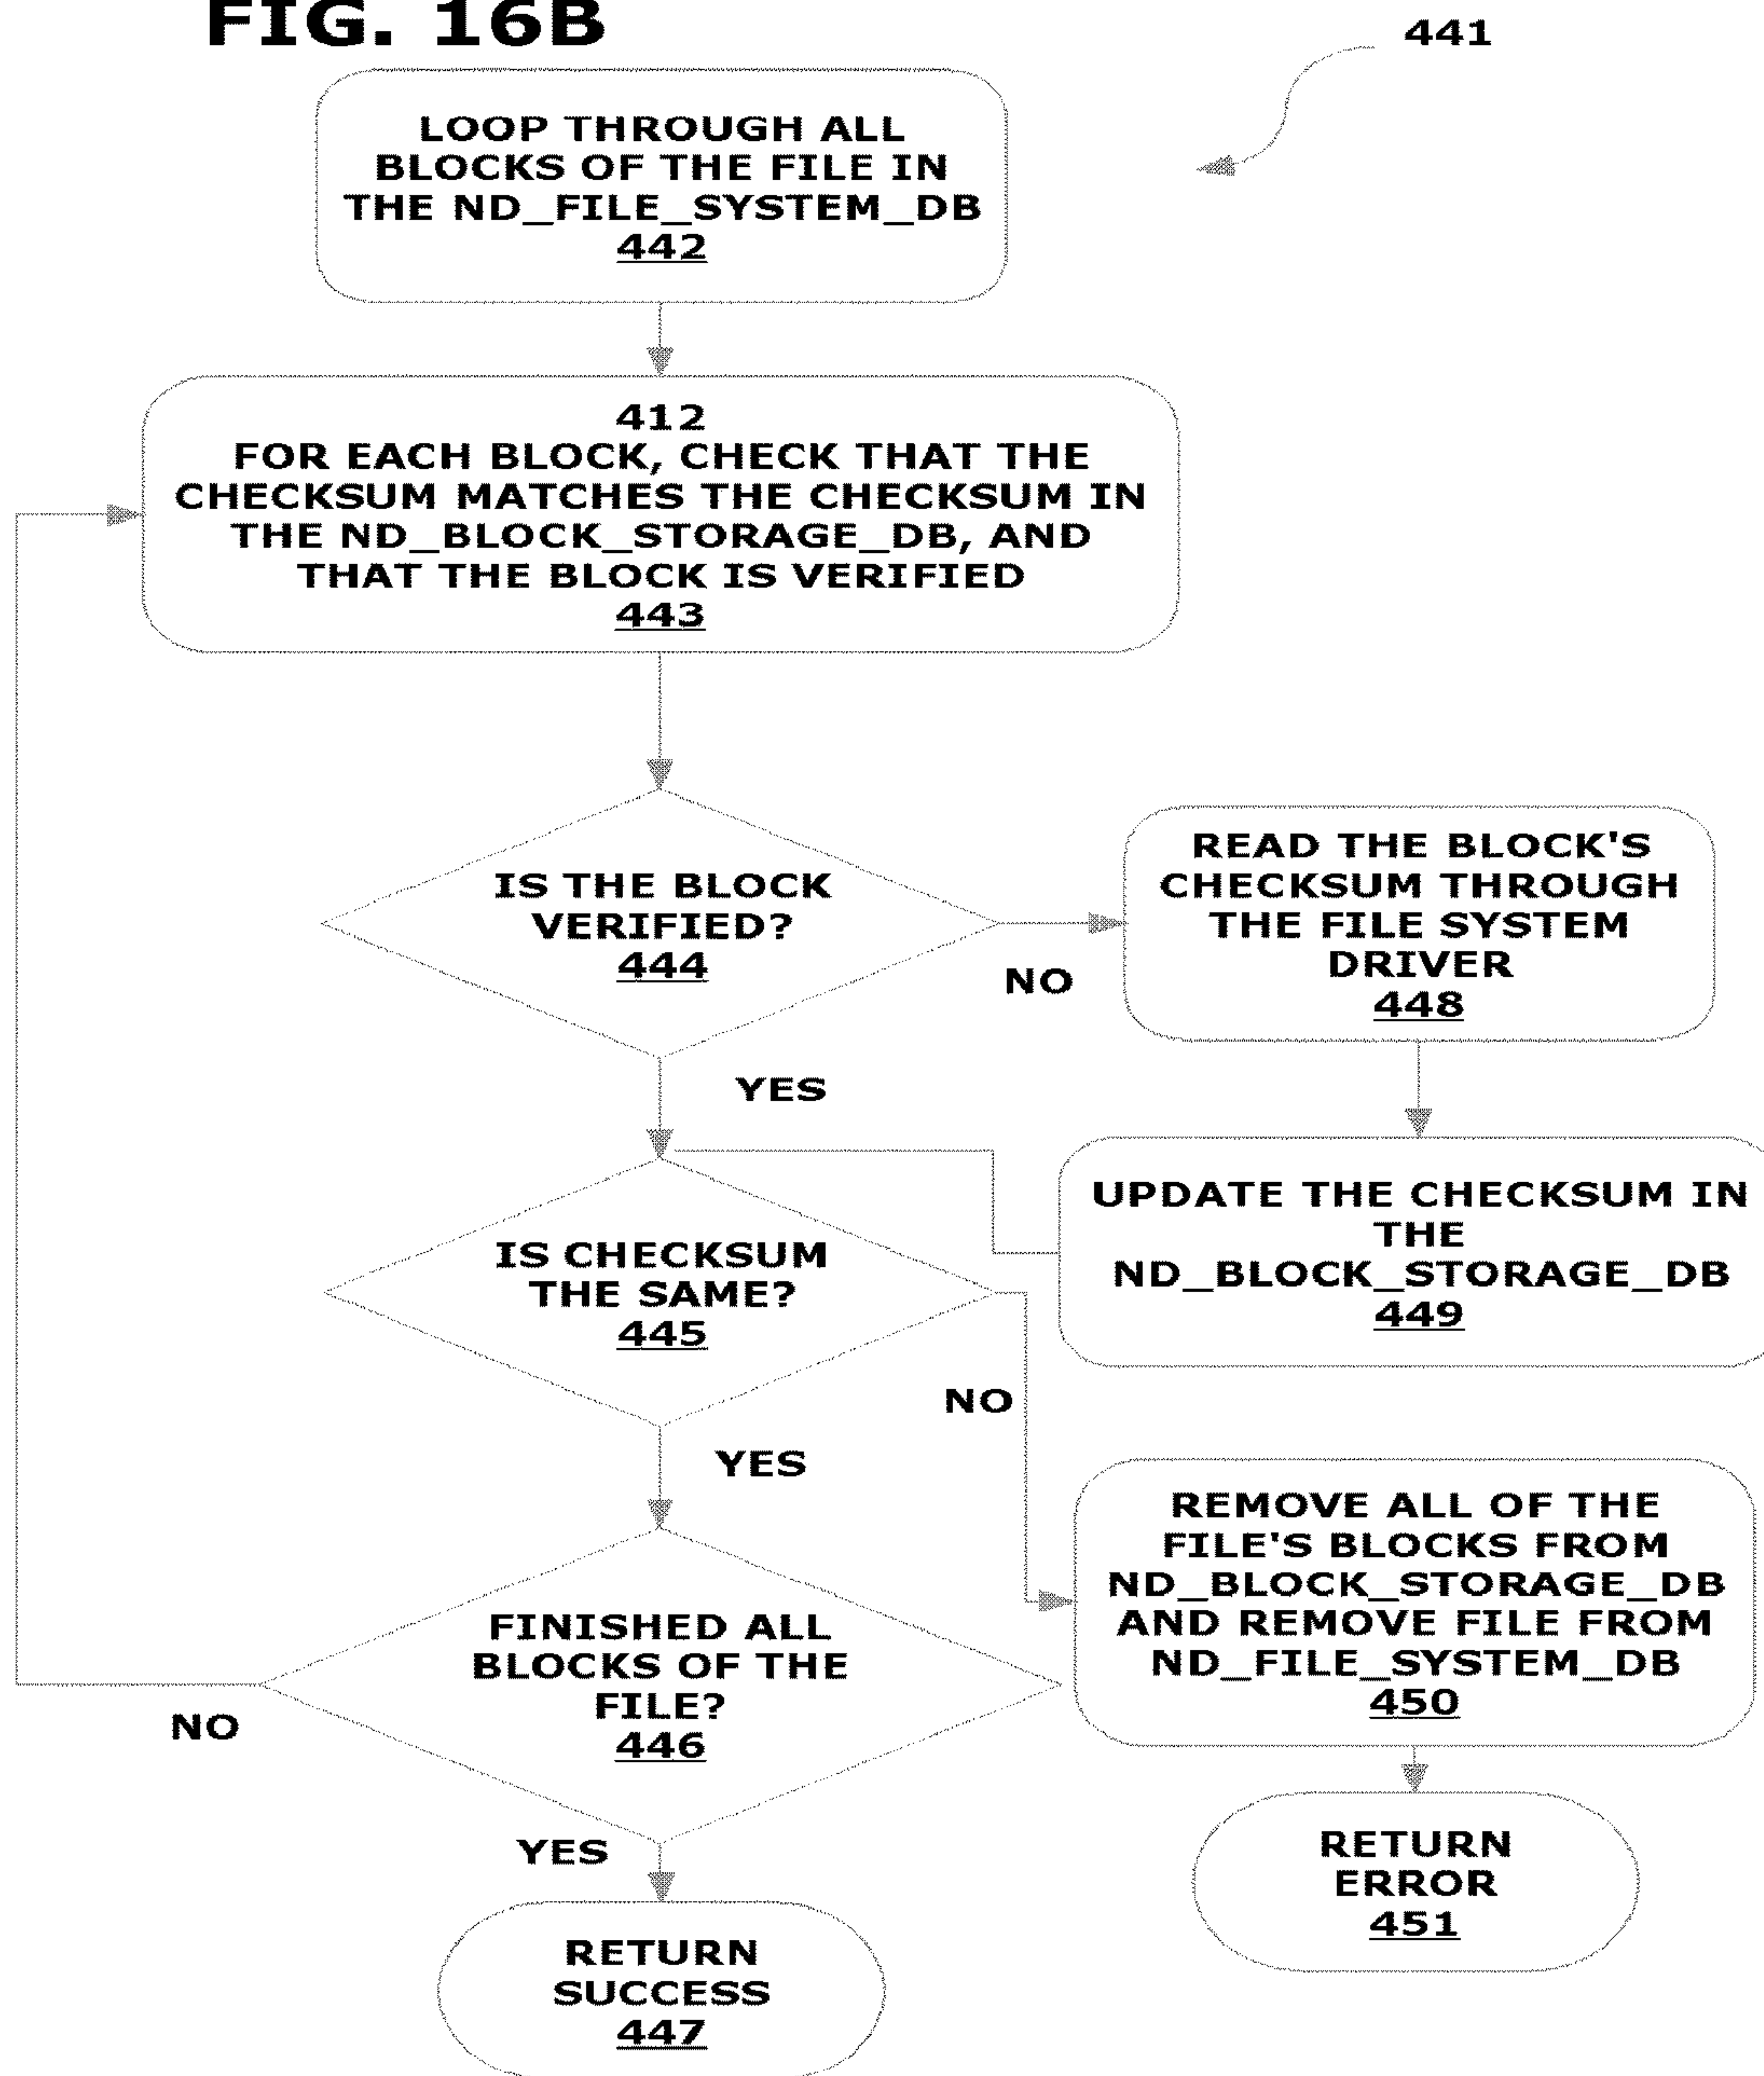 FIG. 16B
441
LOOP THROUGH ALL
BLOCKS OF THE FILE IN
THE ND_FILE_SYSTEM_DB
442
412
FOR EACH BLOCK, CHECK THAT THE
CHECKSUM MATCHES THE CHECKSUM IN
THE ND_BLOCK_STORAGE_DB, AND
THAT THE BLOCK IS VERIFIED
443
IS THE BLOCK
VERIFIED?
444
NO
READ THE BLOCK'S
CHECKSUM THROUGH
THE FILE SYSTEM
DRIVER
448
YES
UPDATE THE CHECKSUM IN
THE
ND_BLOCK_STORAGE_DB
449
IS CHECKSUM
THE SAME?
445
NO
YES
REMOVE ALL OF THE
FILE'S BLOCKS FROM
ND_BLOCK_STORAGE_DB
AND REMOVE FILE FROM
ND_FILE_SYSTEM_DB
450
FINISHED ALL
BLOCKS OF THE
FILE?
446
NO
YES
RETURN
ERROR
451
RETURN
SUCCESS
447